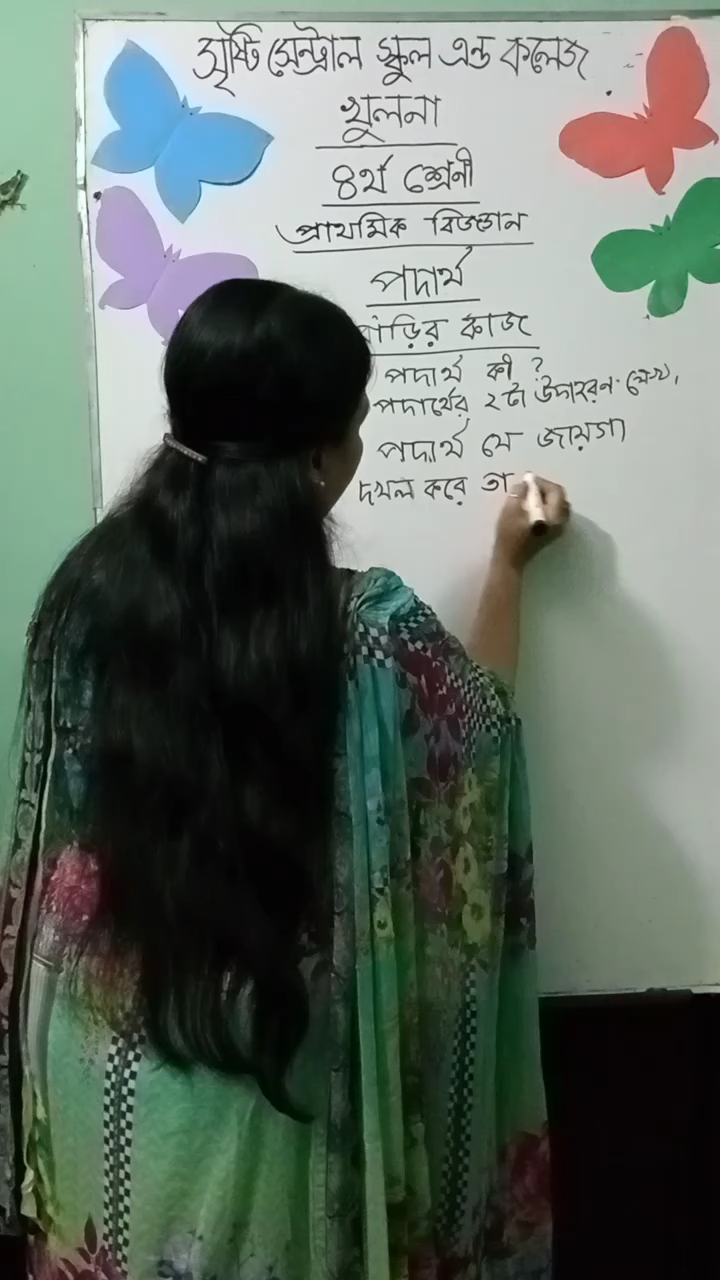 সৃষ্টি সেন্ট্রাল স্কুল এন্ড কলেজ
খুলনা
৪র্থ শ্রেনী
প্রাথমিক বিজ্ঞান
পদার্থ
বাড়ির কাজ
পদার্থ কী ?
পদার্থের ২টা উদাহরন লেখ,
পদার্থ যে জায়গা
দখল করে তা